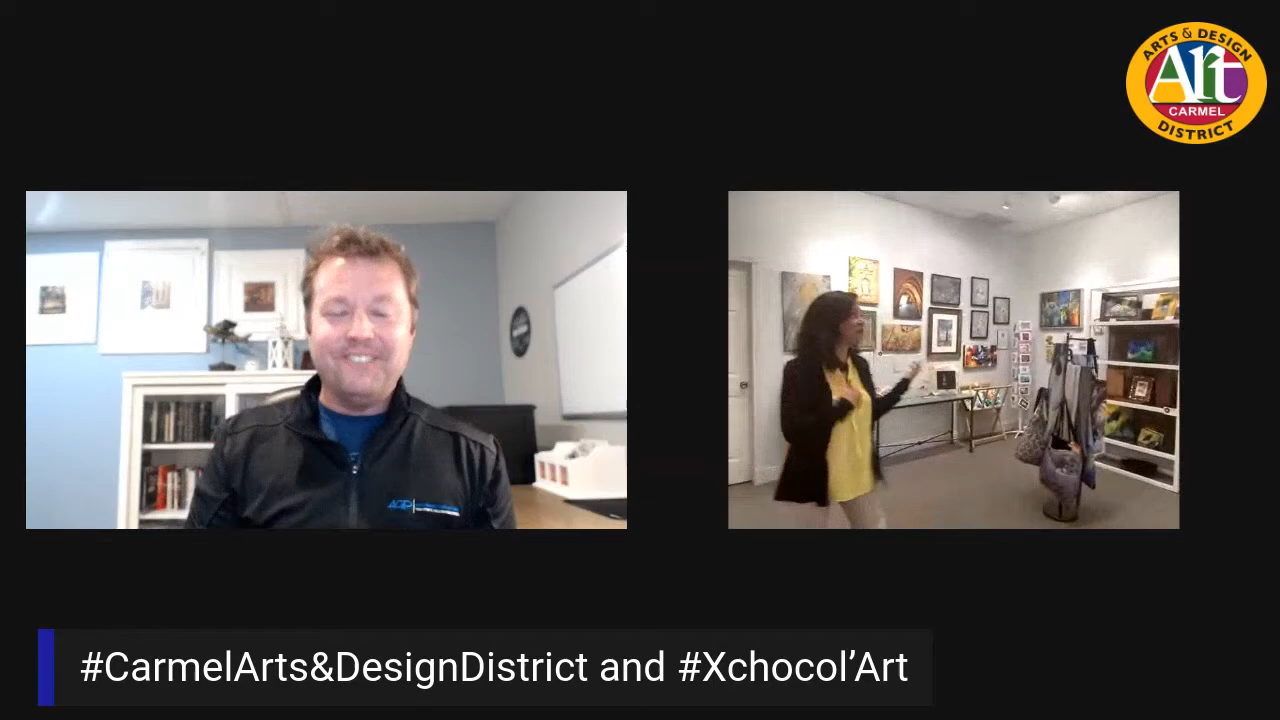 ARTS & DESIGN
Art
CARMEL
DISTRICT
#CarmelArts&DesignDistrict and #Xchocol’Art